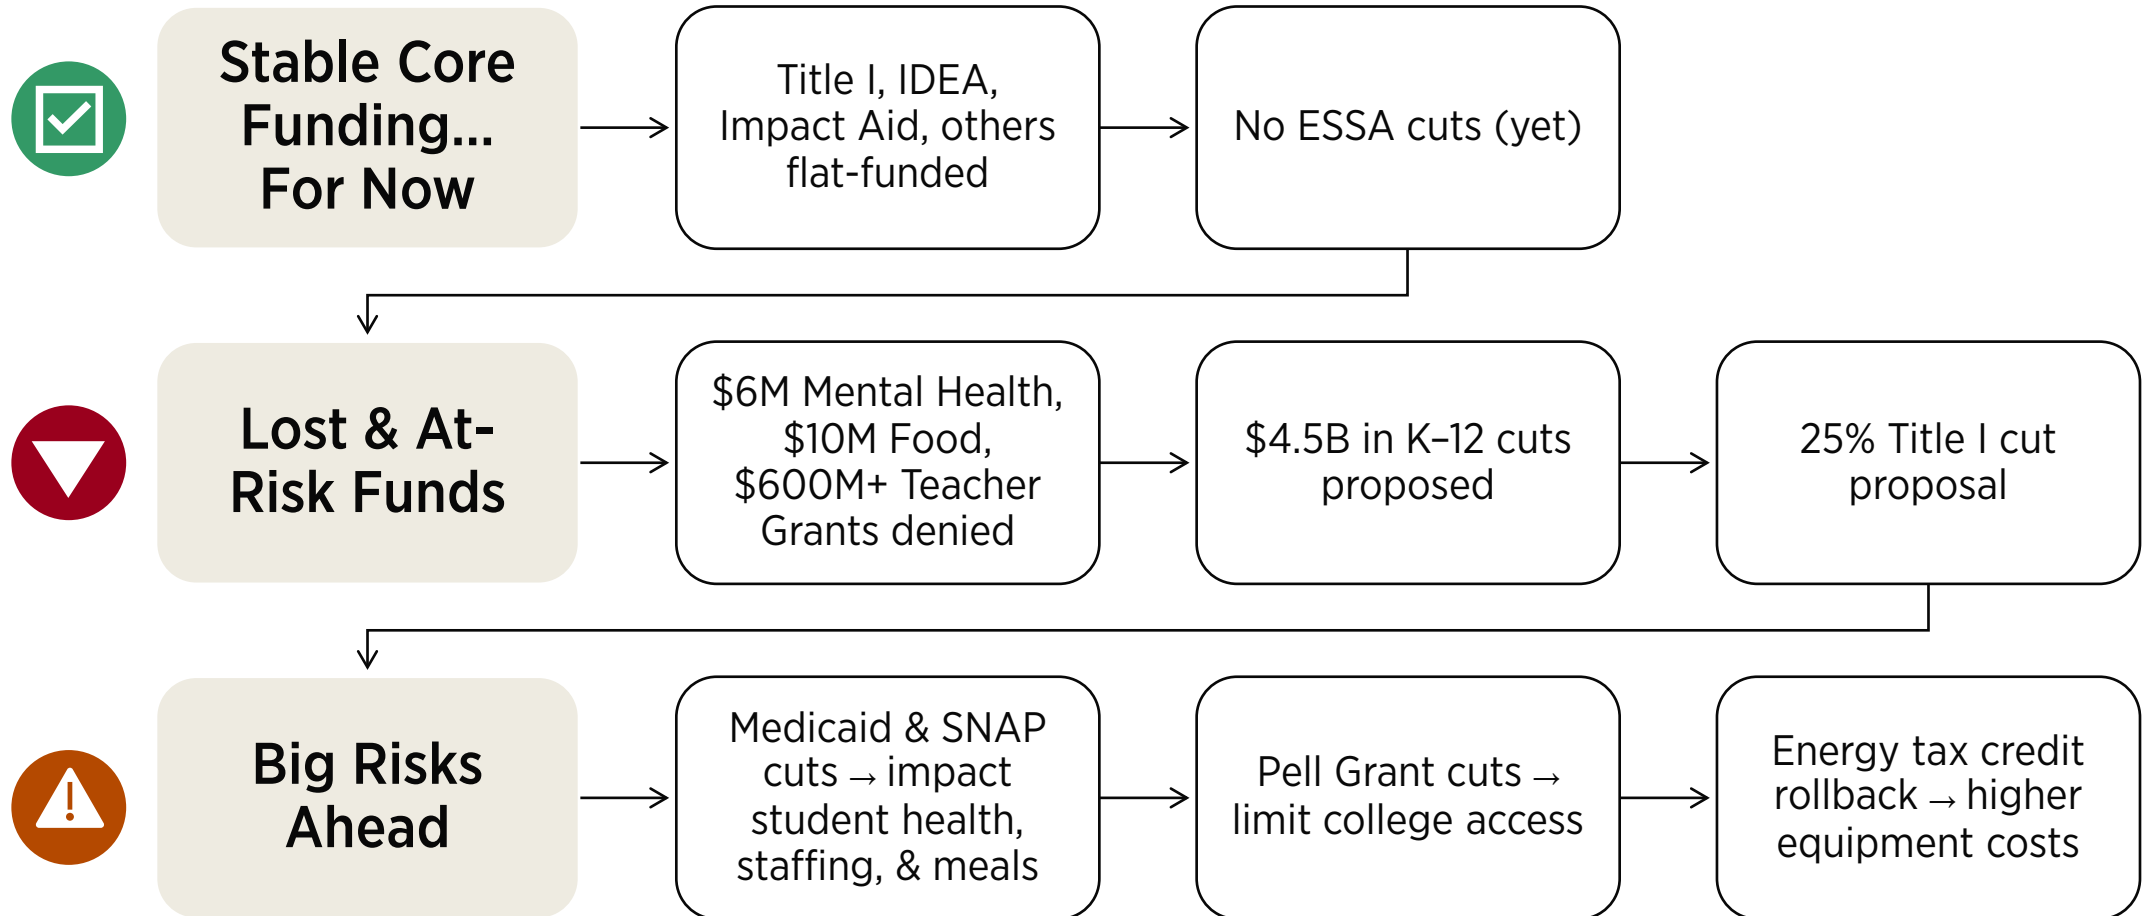 Stable Core
Funding...
For Now
Title I, IDEA,
Impact Aid, others
flat-funded
No ESSA cuts (yet)
Lost & At-
Risk Funds
$6M Mental Health,
$10M Food,
$600M+ Teacher
Grants denied
$4.5B in K–12 cuts
proposed
25% Title I cut
proposal
Big Risks
Ahead
Medicaid & SNAP
cuts → impact
student health,
staffing, & meals
Pell Grant cuts →
limit college access
Energy tax credit
rollback → higher
equipment costs